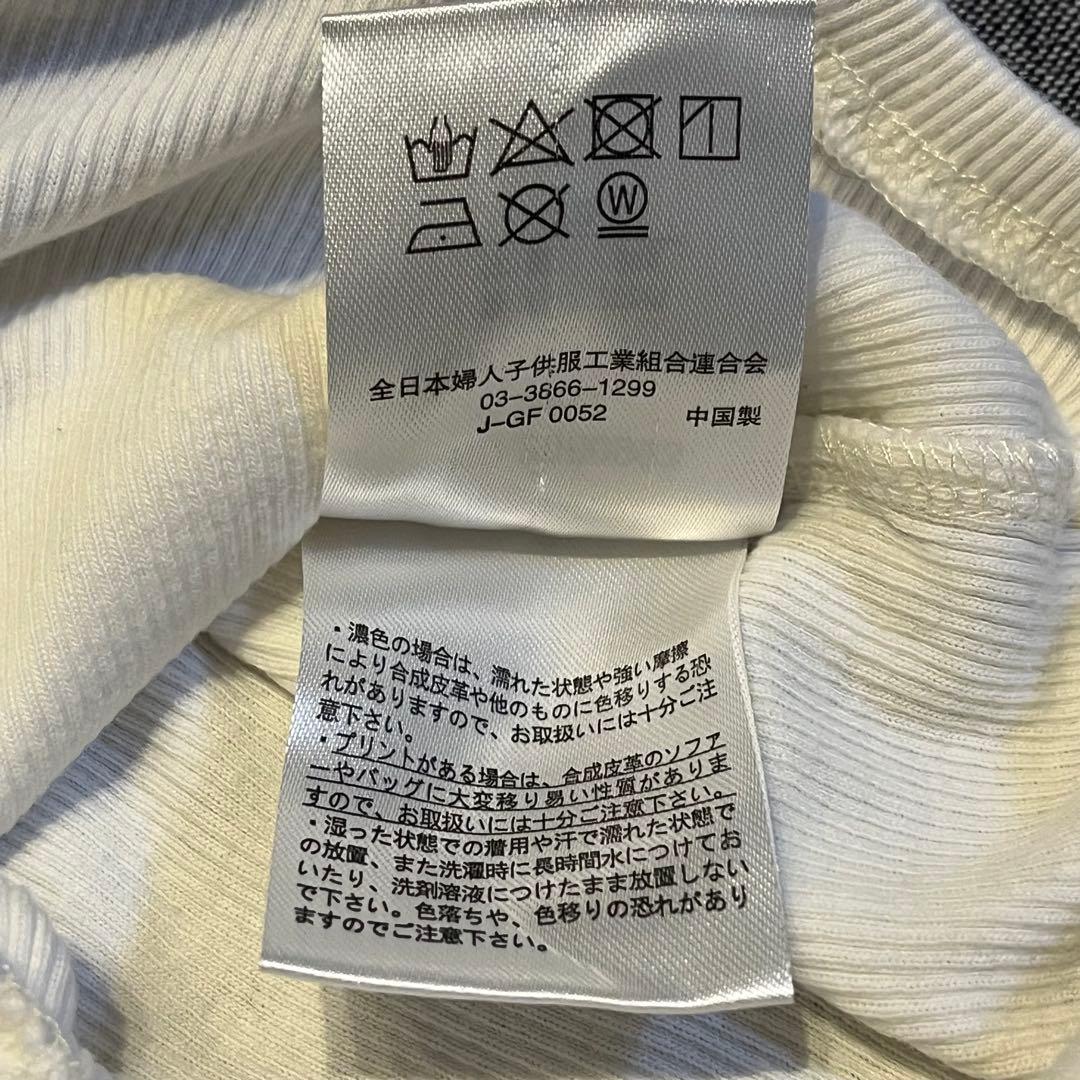 W
全日本婦人子供服工業組合連合会
03-3866-1299
J-GF 0052 中国製
・濃色の場合は、濡れた状態や強い摩擦
により合成皮革や他のものに色移りする恐
れがありますので、お取扱いには十分ご注
意下さい。
・プリントがある場合は、合成皮革のソファ
ーやバッグに大変移り易い性質がありま
すので、お取扱いには十分ご注意下さい。
・湿った状態での着用や汗で濡れた状態で
の放置、また洗濯時に長時間水につけてお
いたり、洗剤溶液につけたまま放置しない
で下さい。色落ちや、色移りの恐れがあり
ますのでご注意下さい。